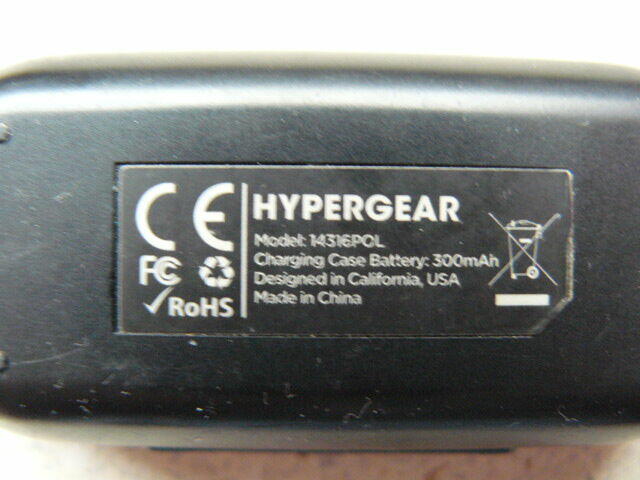 CE
HYPERGEAR
Model: 14316POL
Charging Case Battery: 300mAh
FC
Designed in California, USA
RoHS
Made in China